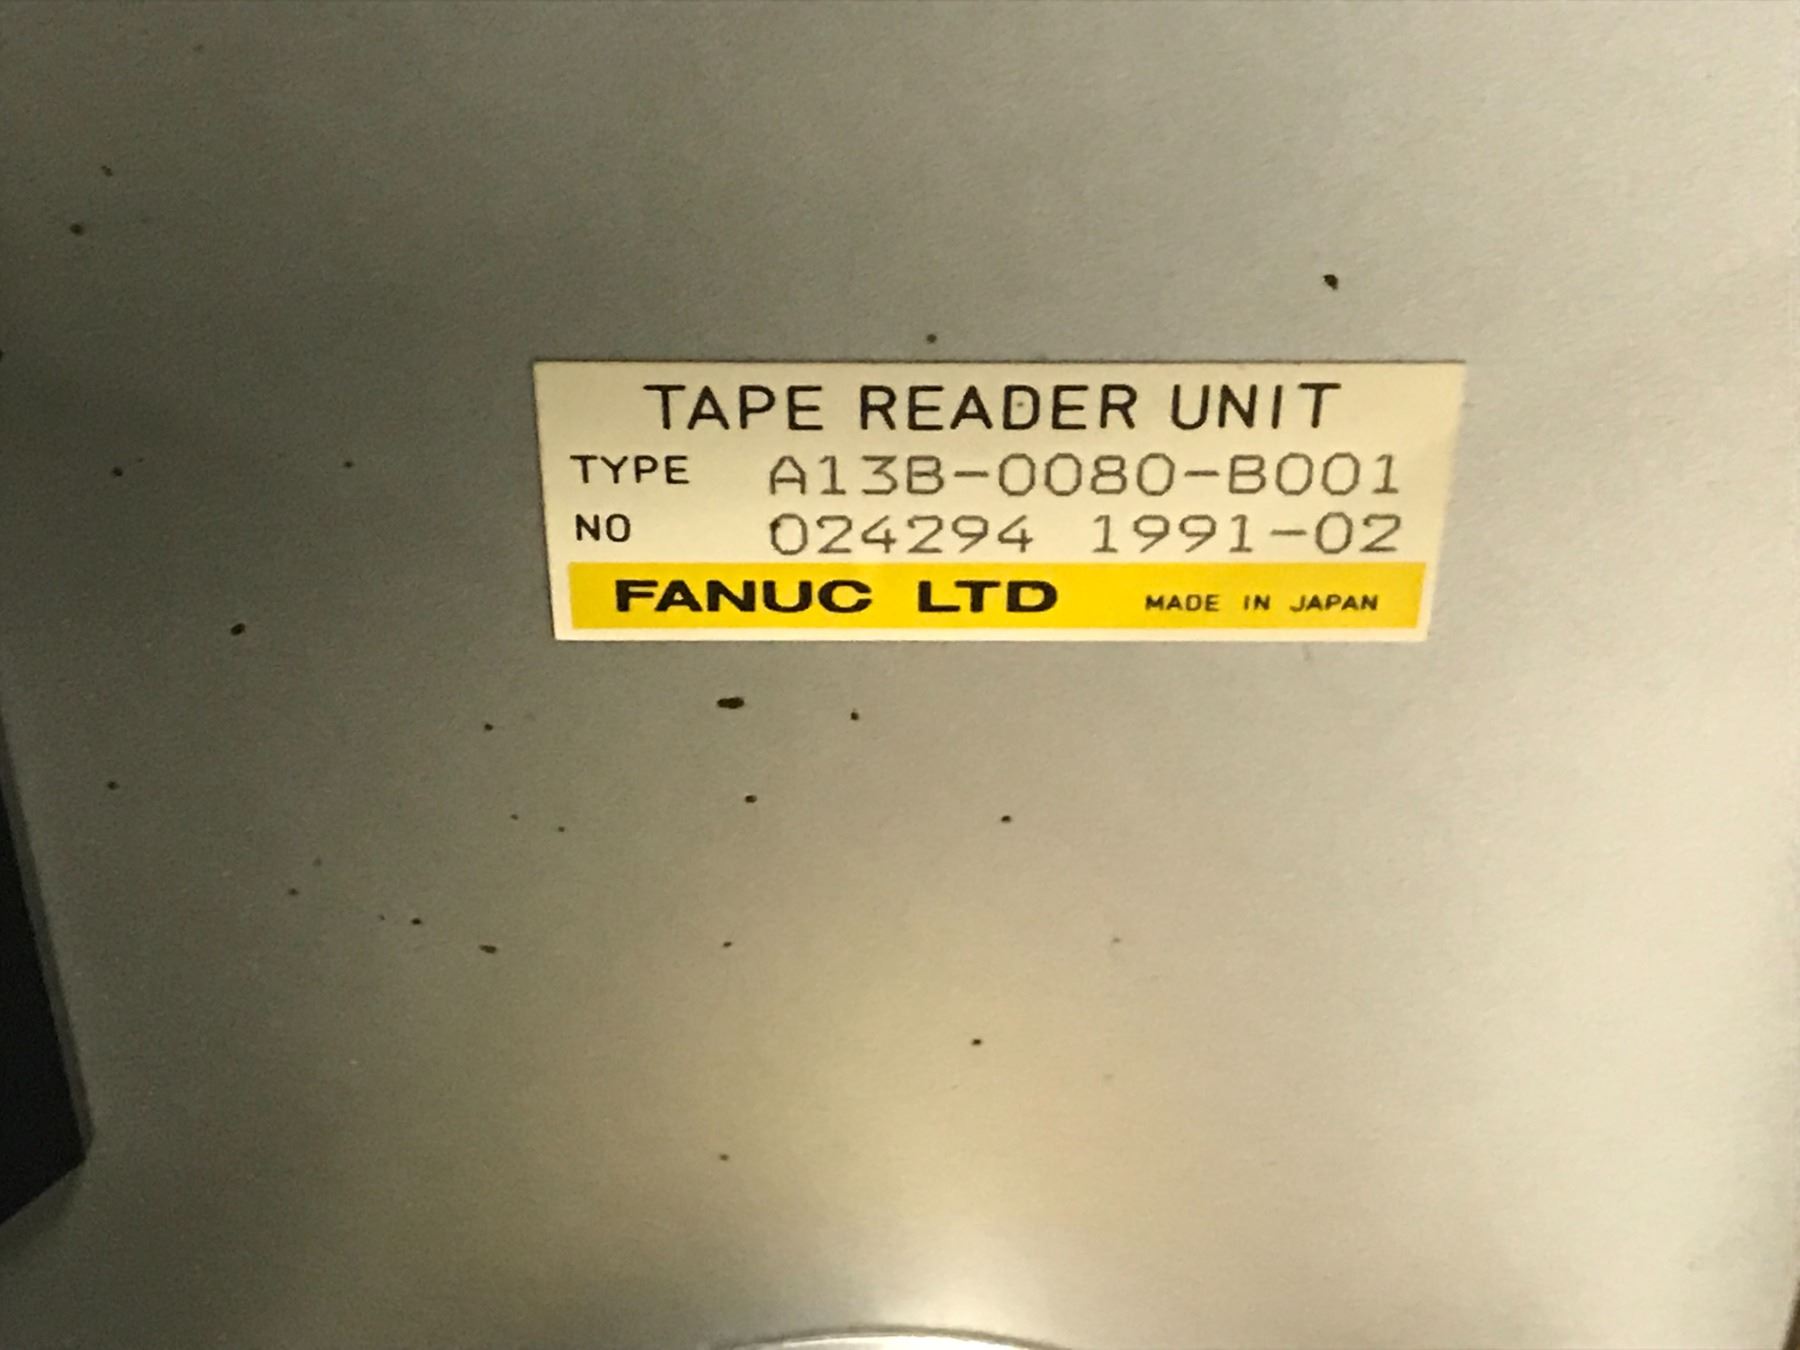 TAPE READER UNIT
TYPE A13B-0080-B001
NO 024294 1991-02
FANUC LTD MADE IN JAPAN